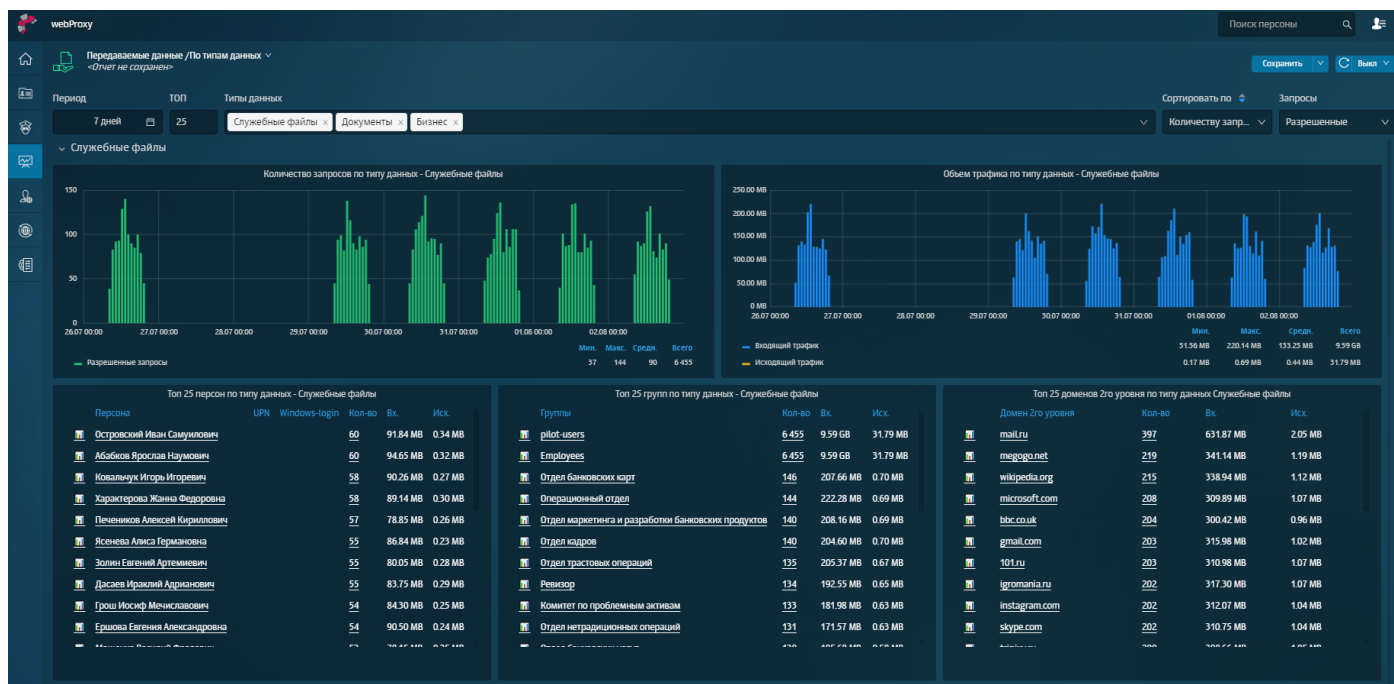 webProxy
Поиск персоны
Передаваемые данные /По типам данных
<Отчет не сохранен>
Сохранить
Выкл
Период
ТОП
Типы данных
Сортировать по
Запросы
7 дней
25
Служебные файлы ×
Документы ×
Бизнес ×
Количеству запр...
Разрешенные
Служебные файлы
Количество запросов по типу данных - Служебные файлы
150
100
50
0
26.07 00:00 27.07 00:00 28.07 00:00 29.07 00:00 30.07 00:00 31.07 00:00 01.08 00:00 02.08 00:00
Мин. Макс. Средн. Всего
Разрешенные запросы 37 144 90 6 455
Объем трафика по типу данных - Служебные файлы
250.00 MB
200.00 MB
150.00 MB
100.00 MB
50.00 MB
0 MB
26.07 00:00 27.07 00:00 28.07 00:00 29.07 00:00 30.07 00:00 31.07 00:00 01.08 00:00 02.08 00:00
Мин. Макс. Средн. Всего
Входящий трафик 51.56 MB 220.14 MB 133.25 MB 9.59 GB
Исходящий трафик 0.17 MB 0.69 MB 0.44 MB 31.79 MB
Топ 25 персон по типу данных - Служебные файлы
Персона UPN Windows-login Кол-во Вх. Исх.
Островский Иван Самуилович 60 91.84 MB 0.34 MB
Абабков Ярослав Наумович 60 94.65 MB 0.32 MB
Ковальчук Игорь Игоревич 58 90.26 MB 0.27 MB
Характерова Жанна Федоровна 58 89.14 MB 0.30 MB
Печеников Алексей Кириллович 57 78.85 MB 0.26 MB
Ясенева Алиса Германовна 55 86.84 MB 0.23 MB
Золин Евгений Артемиевич 55 80.05 MB 0.28 MB
Дасаев Ираклий Адрианович 55 83.75 MB 0.29 MB
Грош Иосиф Мечиславович 54 84.30 MB 0.25 MB
Ершова Евгения Александровна 54 90.50 MB 0.24 MB
Топ 25 групп по типу данных - Служебные файлы
Группы Кол-во Вх. Исх.
pilot-users 6 455 9.59 GB 31.79 MB
Employees 6 455 9.59 GB 31.79 MB
Отдел банковских карт 146 207.66 MB 0.70 MB
Операционный отдел 144 222.28 MB 0.69 MB
Отдел маркетинга и разработки банковских продуктов 140 208.16 MB 0.69 MB
Отдел кадров 140 204.60 MB 0.70 MB
Отдел трастовых операций 135 205.37 MB 0.67 MB
Ревизор 134 192.55 MB 0.65 MB
Комитет по проблемным активам 133 181.98 MB 0.63 MB
Отдел нетрадиционных операций 131 171.57 MB 0.63 MB
Топ 25 доменов 2го уровня по типу данных Служебные файлы
Домен 2го уровня Кол-во Вх. Исх.
mail.ru 397 631.87 MB 2.05 MB
megogo.net 219 341.14 MB 1.19 MB
wikipedia.org 215 338.94 MB 1.12 MB
microsoft.com 208 309.89 MB 1.07 MB
bbc.co.uk 204 300.42 MB 0.96 MB
gmail.com 203 315.98 MB 1.02 MB
101.ru 203 310.98 MB 1.07 MB
igromania.ru 202 317.30 MB 1.07 MB
instagram.com 202 312.07 MB 1.04 MB
skype.com 202 310.75 MB 1.04 MB